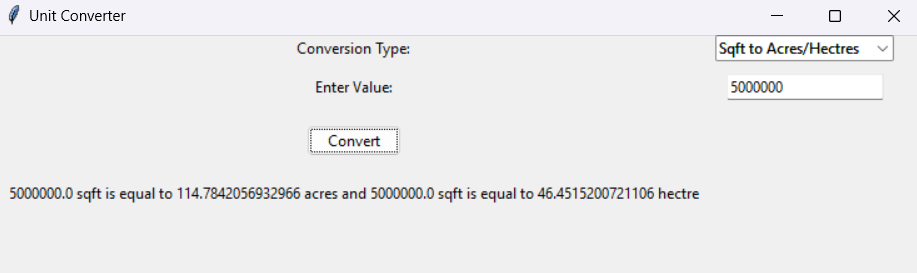 Unit Converter
Conversion Type: Sqft to Acres/Hectres
Enter Value: 5000000
Convert
5000000.0 sqft is equal to 114.7842056932966 acres and 5000000.0 sqft is equal to 46.4515200721106 hectre